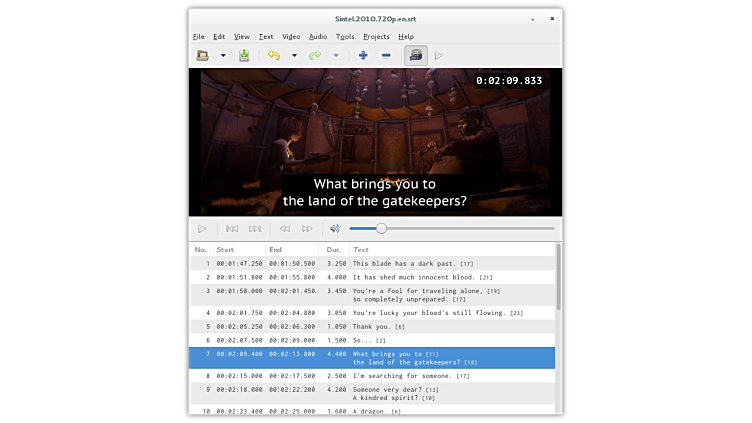 Sintel.2010.720p.en.srt
File Edit View Text Video Audio Tools Projects Help
0:02:09.833
What brings you to
the land of the gatekeepers?
No. Start End Dur. Text
1 00:01:47.250 00:01:50.500 3.250 This blade has a dark past. [17]
2 00:01:51.800 00:01:55.800 4.000 It has shed much innocent blood. [21]
3 00:01:58.000 00:02:01.450 3.450 You're a fool for traveling alone, [19]
so completely unprepared. [17]
4 00:02:01.750 00:02:04.800 3.050 You're lucky your blood's still flowing. [23]
5 00:02:05.250 00:02:06.300 1.050 Thank you. [6]
6 00:02:07.500 00:02:09.000 1.500 So... [2]
7 00:02:09.400 00:02:13.800 4.400 What brings you to [11]
the land of the gatekeepers? [18]
8 00:02:15.000 00:02:17.500 2.500 I'm searching for someone. [17]
9 00:02:18.000 00:02:22.200 4.200 Someone very dear? [12]
A kindred spirit? [10]
10 00:02:23.400 00:02:25.000 1.600 A dragon. [6]